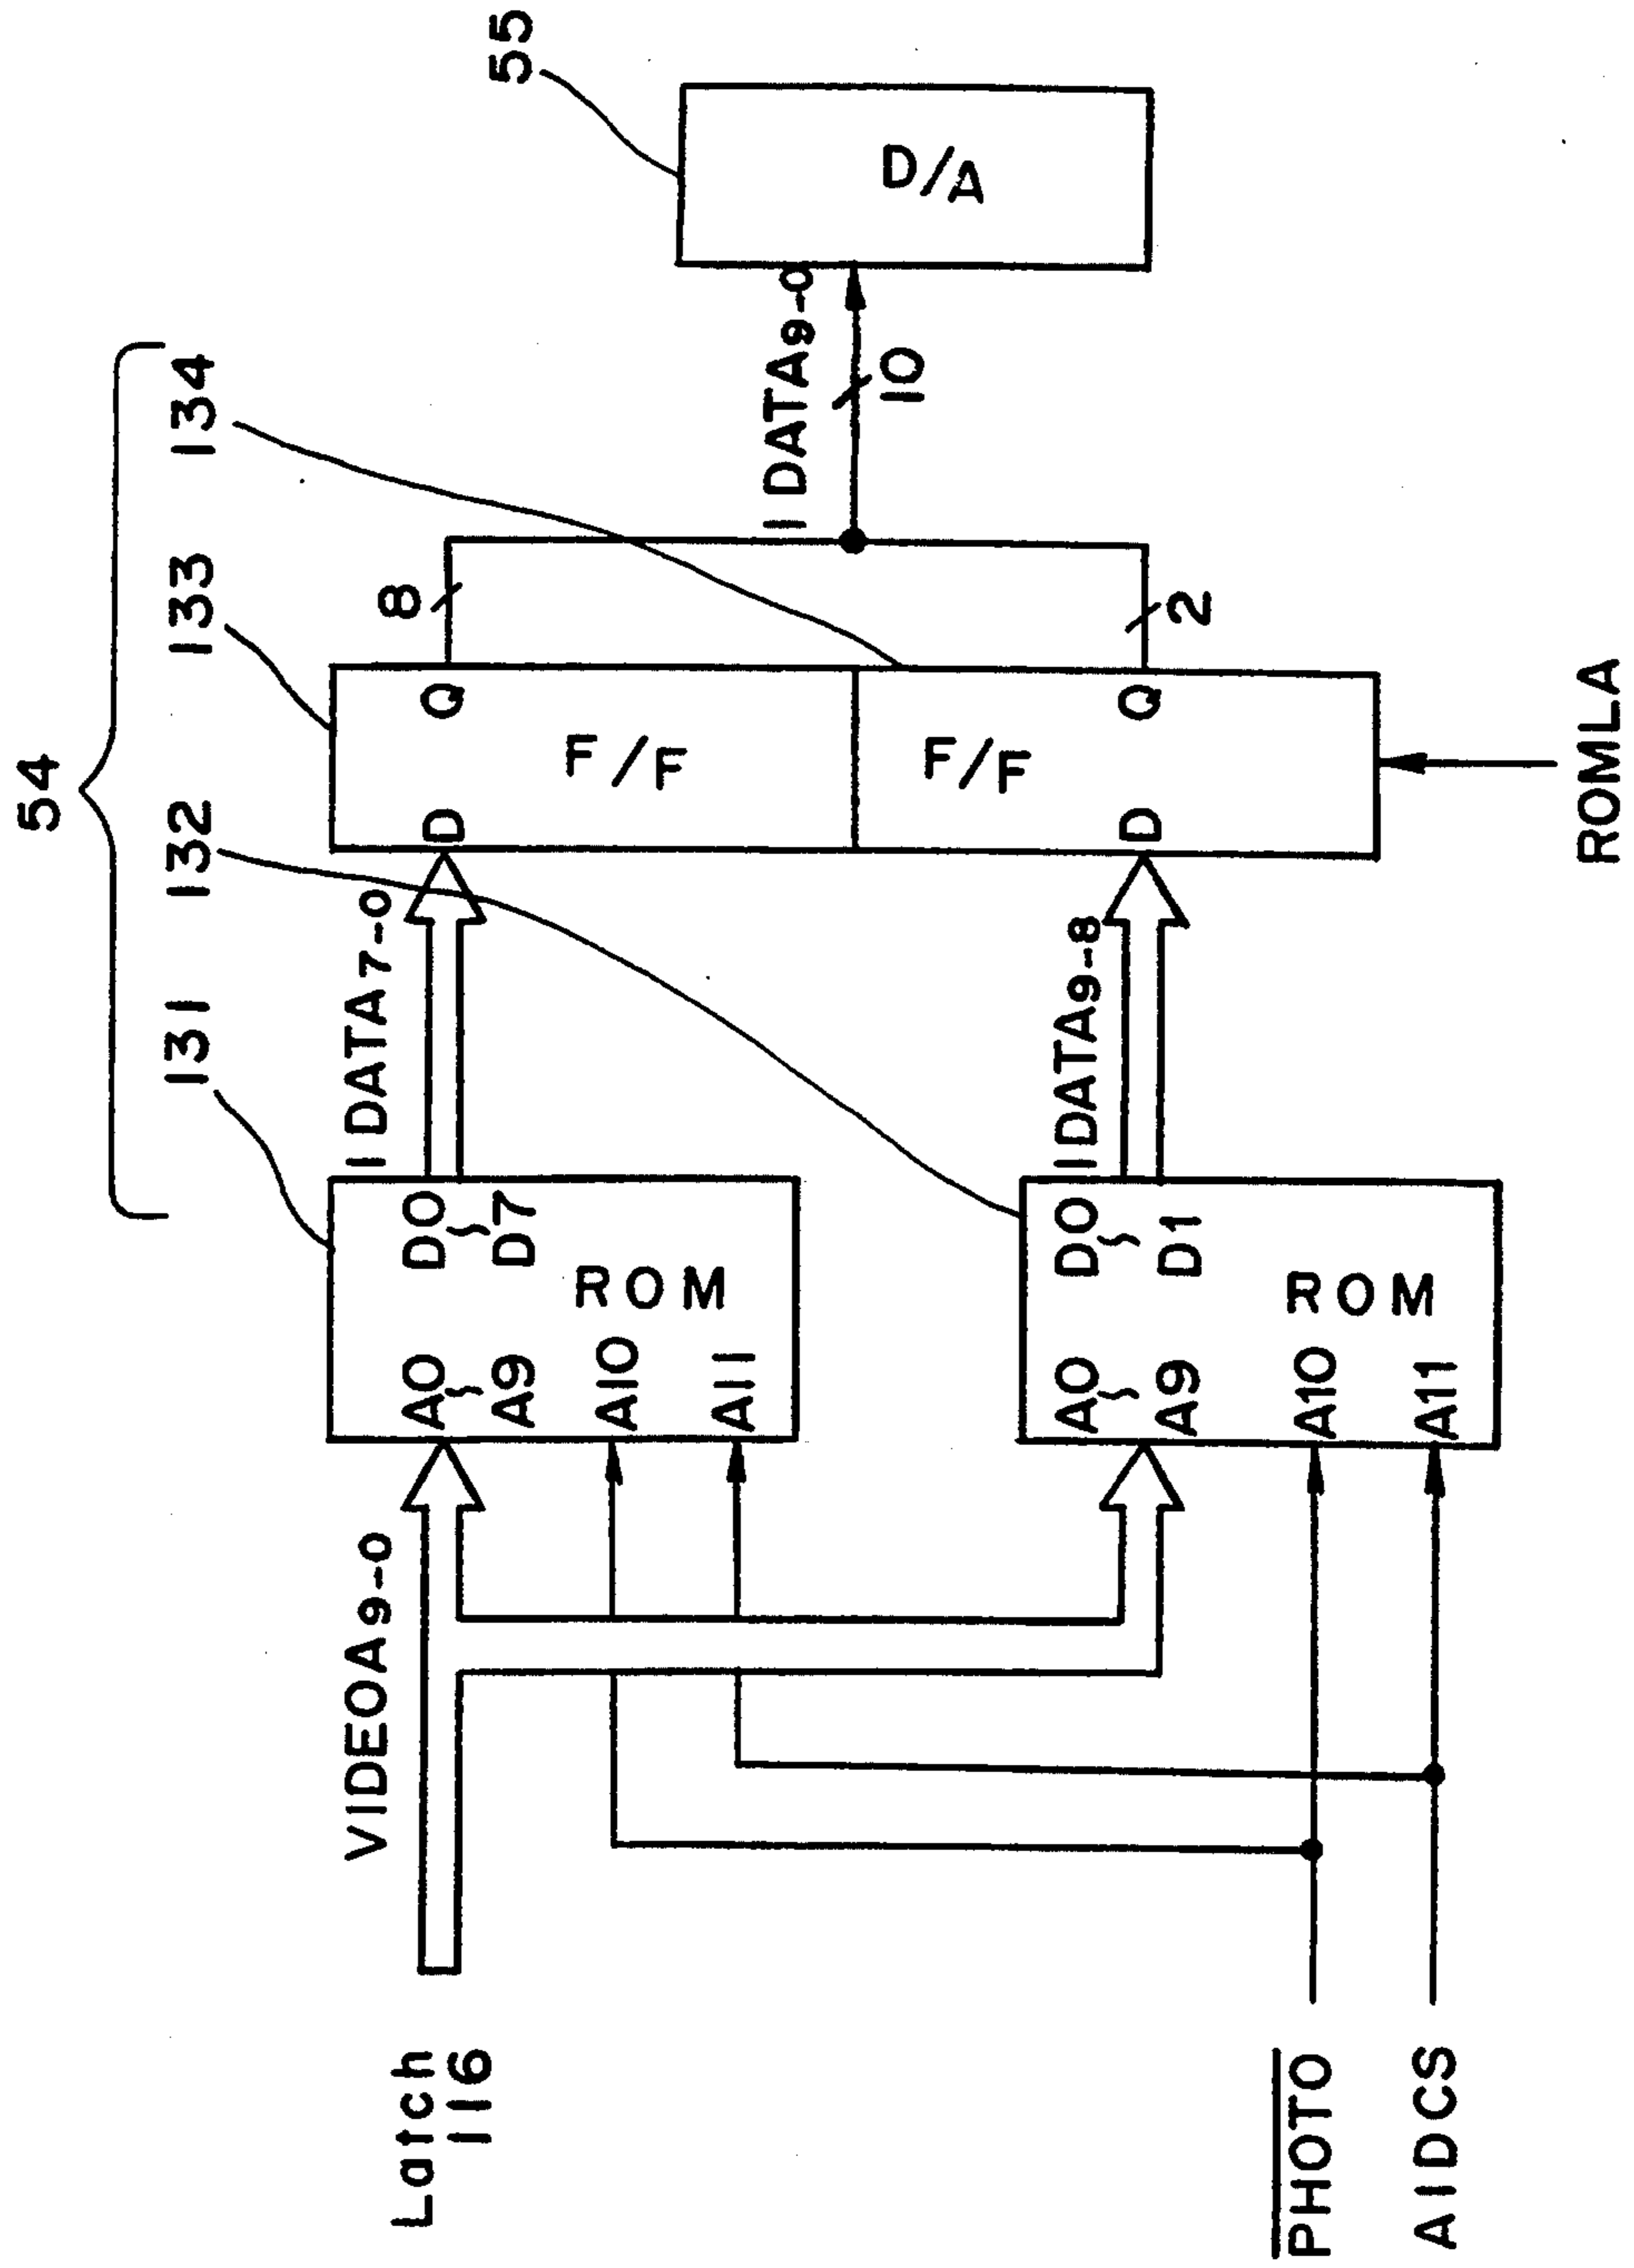 54
131
132
133
134
55
Latch
116
VIDEOA9-0
A0
~
A9
A10
A11
D0
~
D7
ROM
IDATA7-0
D
Q
F/F
8
IDATA9-0
10
D/A
A0
~
A9
A10
A11
D0
~
D1
ROM
IDATA9-8
D
Q
F/F
2
PHOTO
AIDCS
ROMLA